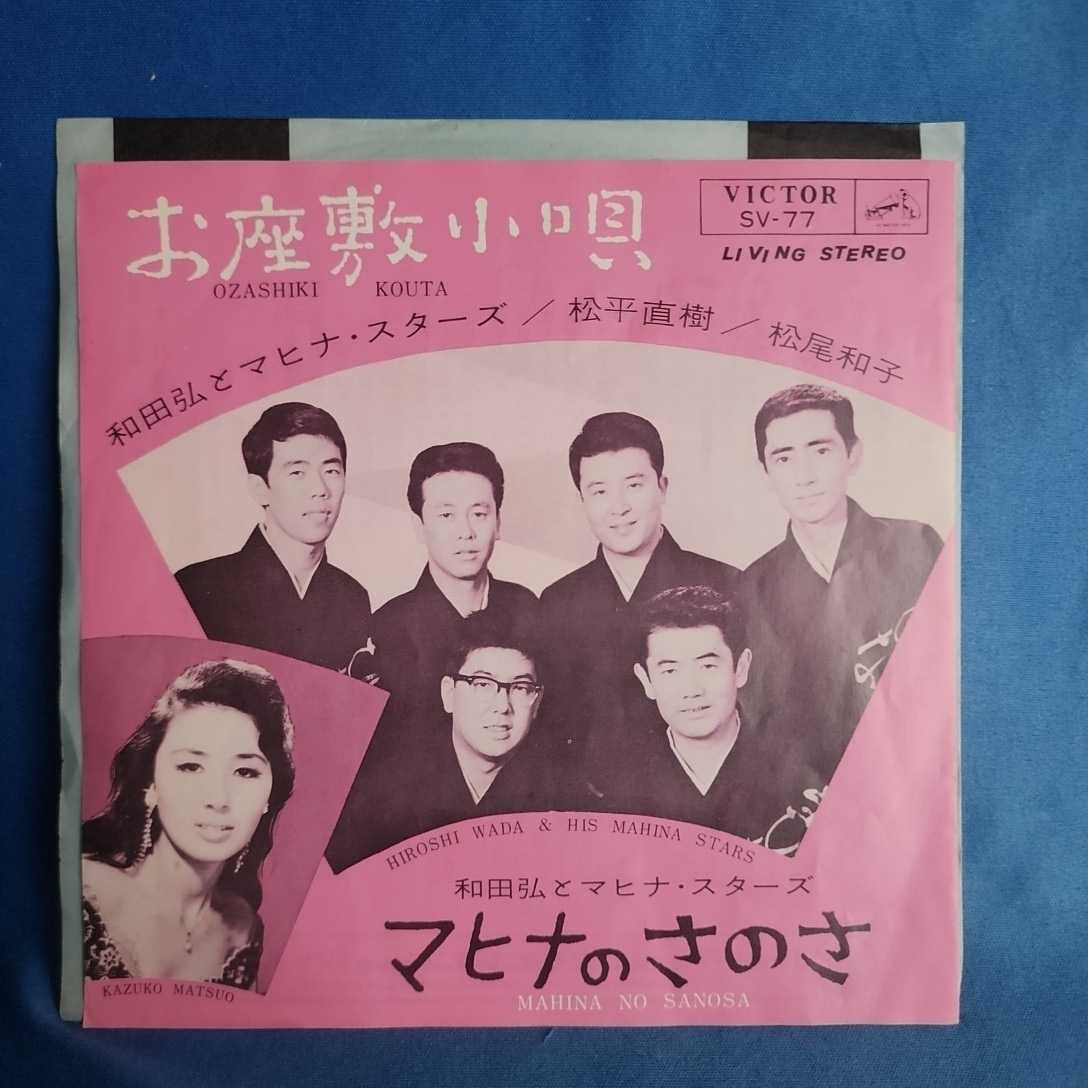 お座敷小唄
OZASHIKI KOUTA
VICTOR
SV-77
LIVING STEREO
和田弘とマヒナ・スターズ／松平直樹／松尾和子
HIROSHI WADA & HIS MAHINA STARS
KAZUKO MATSUO
和田弘とマヒナ・スターズ
マヒナのさのさ
MAHINA NO SANOSA